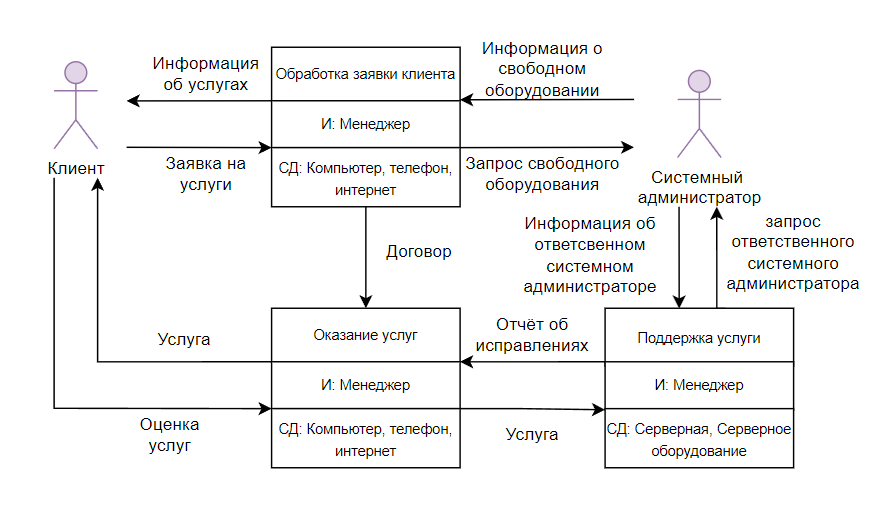 Информация
об услугах
Обработка заявки клиента
Информация о
свободном
оборудовании
И: Менеджер
Клиент
Заявка на
услуги
СД: Компьютер, телефон,
интернет
Запрос свободного
оборудования
Системный
администратор
Договор
Информация об
ответсвенном
системном
администраторе
запрос
ответственного
системного
администратора
Услуга
Оказание услуг
Отчёт об
исправлениях
Поддержка услуги
И: Менеджер
И: Менеджер
Оценка
услуг
СД: Компьютер, телефон,
интернет
Услуга
СД: Серверная, Серверное
оборудование